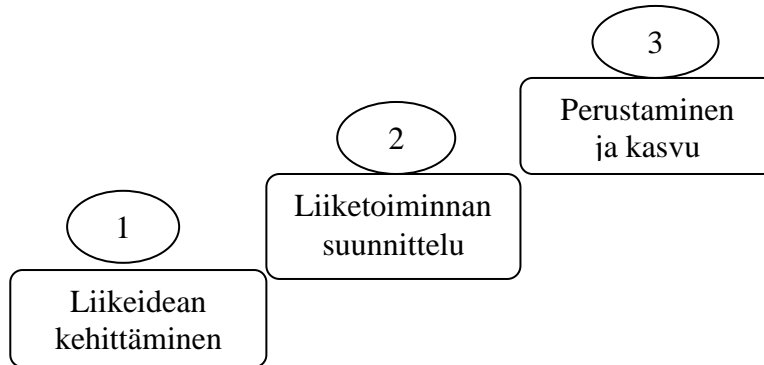 1
Liikeidean
kehittäminen
2
Liiketoiminnan
suunnittelu
3
Perustaminen
ja kasvu